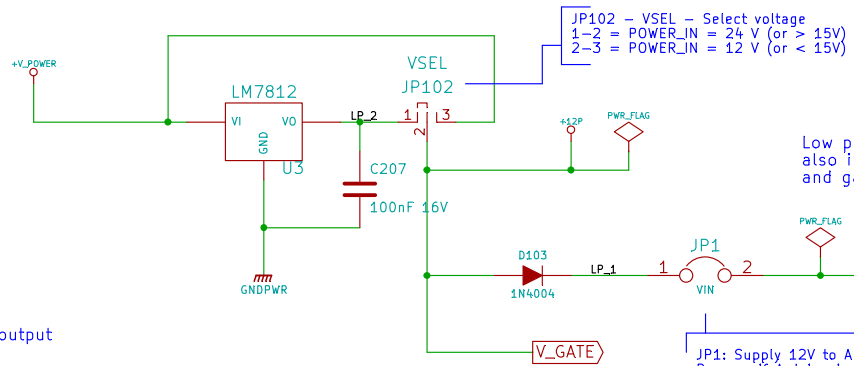 JP102 - VSEL - Select voltage
1-2 = POWER_IN = 24 V (or > 15V)
2-3 = POWER_IN = 12 V (or < 15V)
+V_POWER
VSEL
JP102
LM7812
VI
VO
GND
U3
LP_2
1
3
2
+12P
PWR_FLAG
Low p
also i
and g
C207
100nF 16V
GNDPWR
PWR_FLAG
D103
1N4004
LP_1
JP1
1
2
VIN
output
V_GATE
JP1: Supply 12V to A